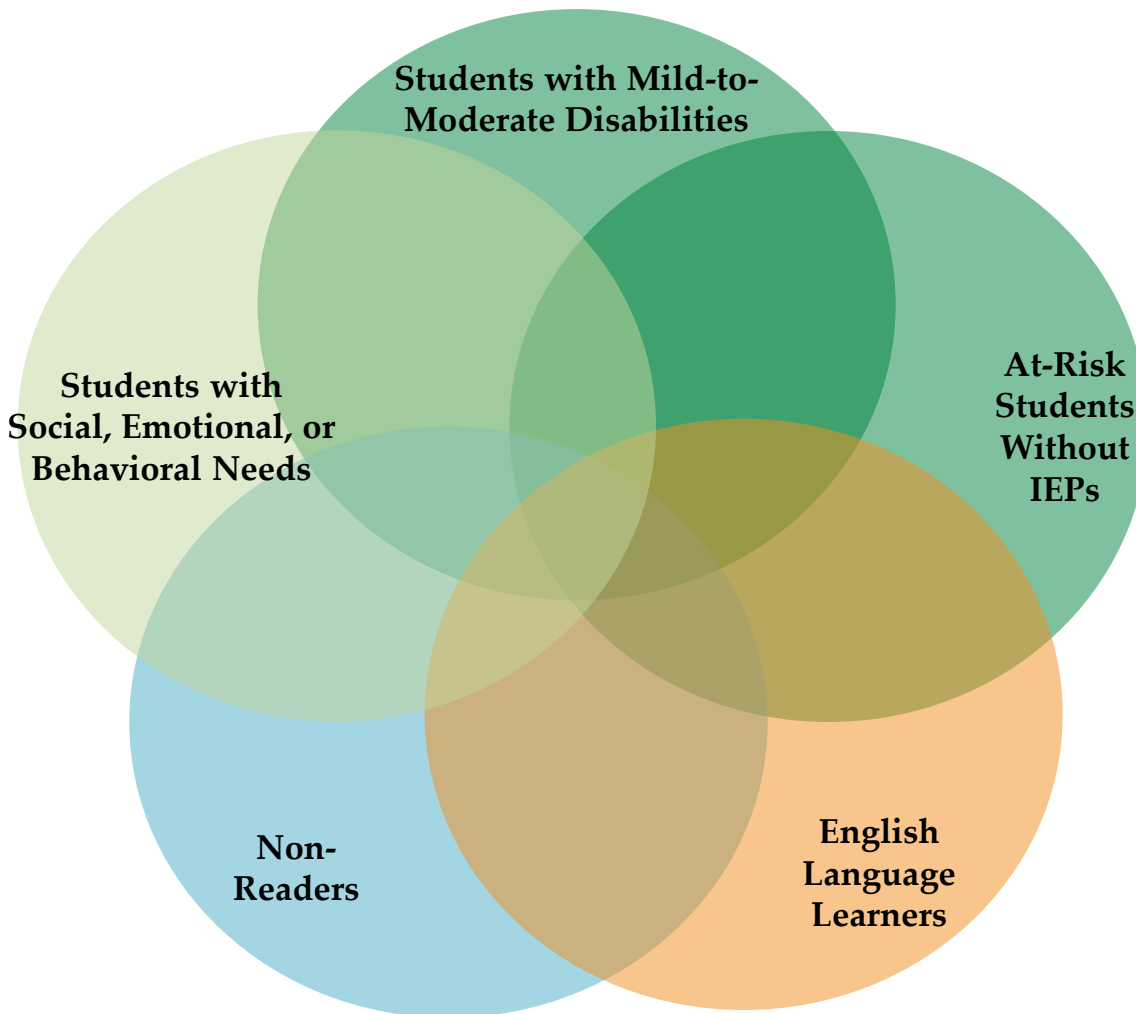 Students with Mild-to-
Moderate Disabilities
At-Risk
Students
Without
IEPs
Students with
Social, Emotional, or
Behavioral Needs
Non-
Readers
English
Language
Learners